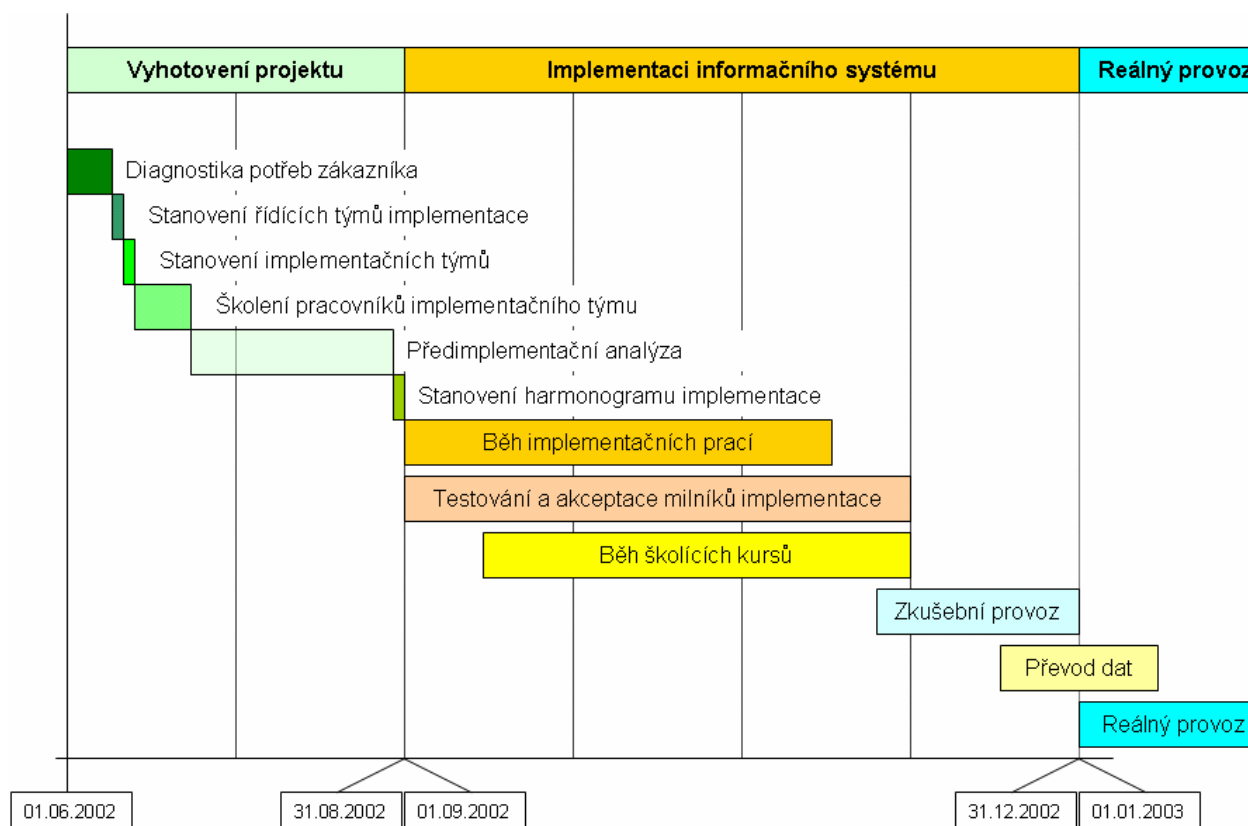 Vyhotovení projektu
Implementaci informačního systému
Reálný provoz
Diagnostika potřeb zákazníka
Stanovení řídících týmů implementace
Stanovení implementačních týmů
Školení pracovníků implementačního týmu
Předimplementační analýza
Stanovení harmonogramu implementace
Běh implementačních prací
Testování a akceptace milníků implementace
Běh školících kursů
Zkušební provoz
Převod dat
Reálný provoz
01.06.2002
31.08.2002
01.09.2002
31.12.2002
01.01.2003